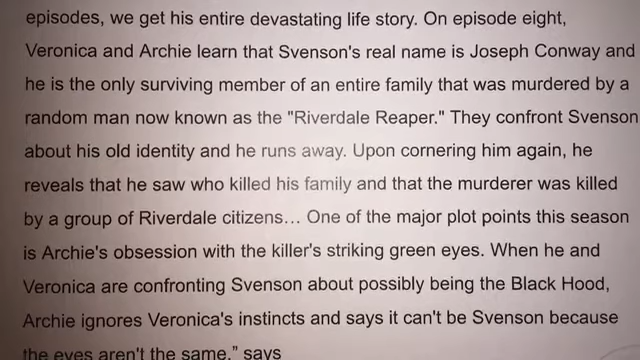 episodes, we get his entire devastating life story. On episode eight,
Veronica and Archie learn that Svenson's real name is Joseph Conway and
he is the only surviving member of an entire family that was murdered by a
random man now known as the "Riverdale Reaper." They confront Svenson
about his old identity and he runs away. Upon cornering him again, he
reveals that he saw who killed his family and that the murderer was killed
by a group of Riverdale citizens… One of the major plot points this season
is Archie's obsession with the killer's striking green eyes. When he and
Veronica are confronting Svenson about possibly being the Black Hood,
Archie ignores Veronica's instincts and says it can't be Svenson because
the eyes aren't the same." says